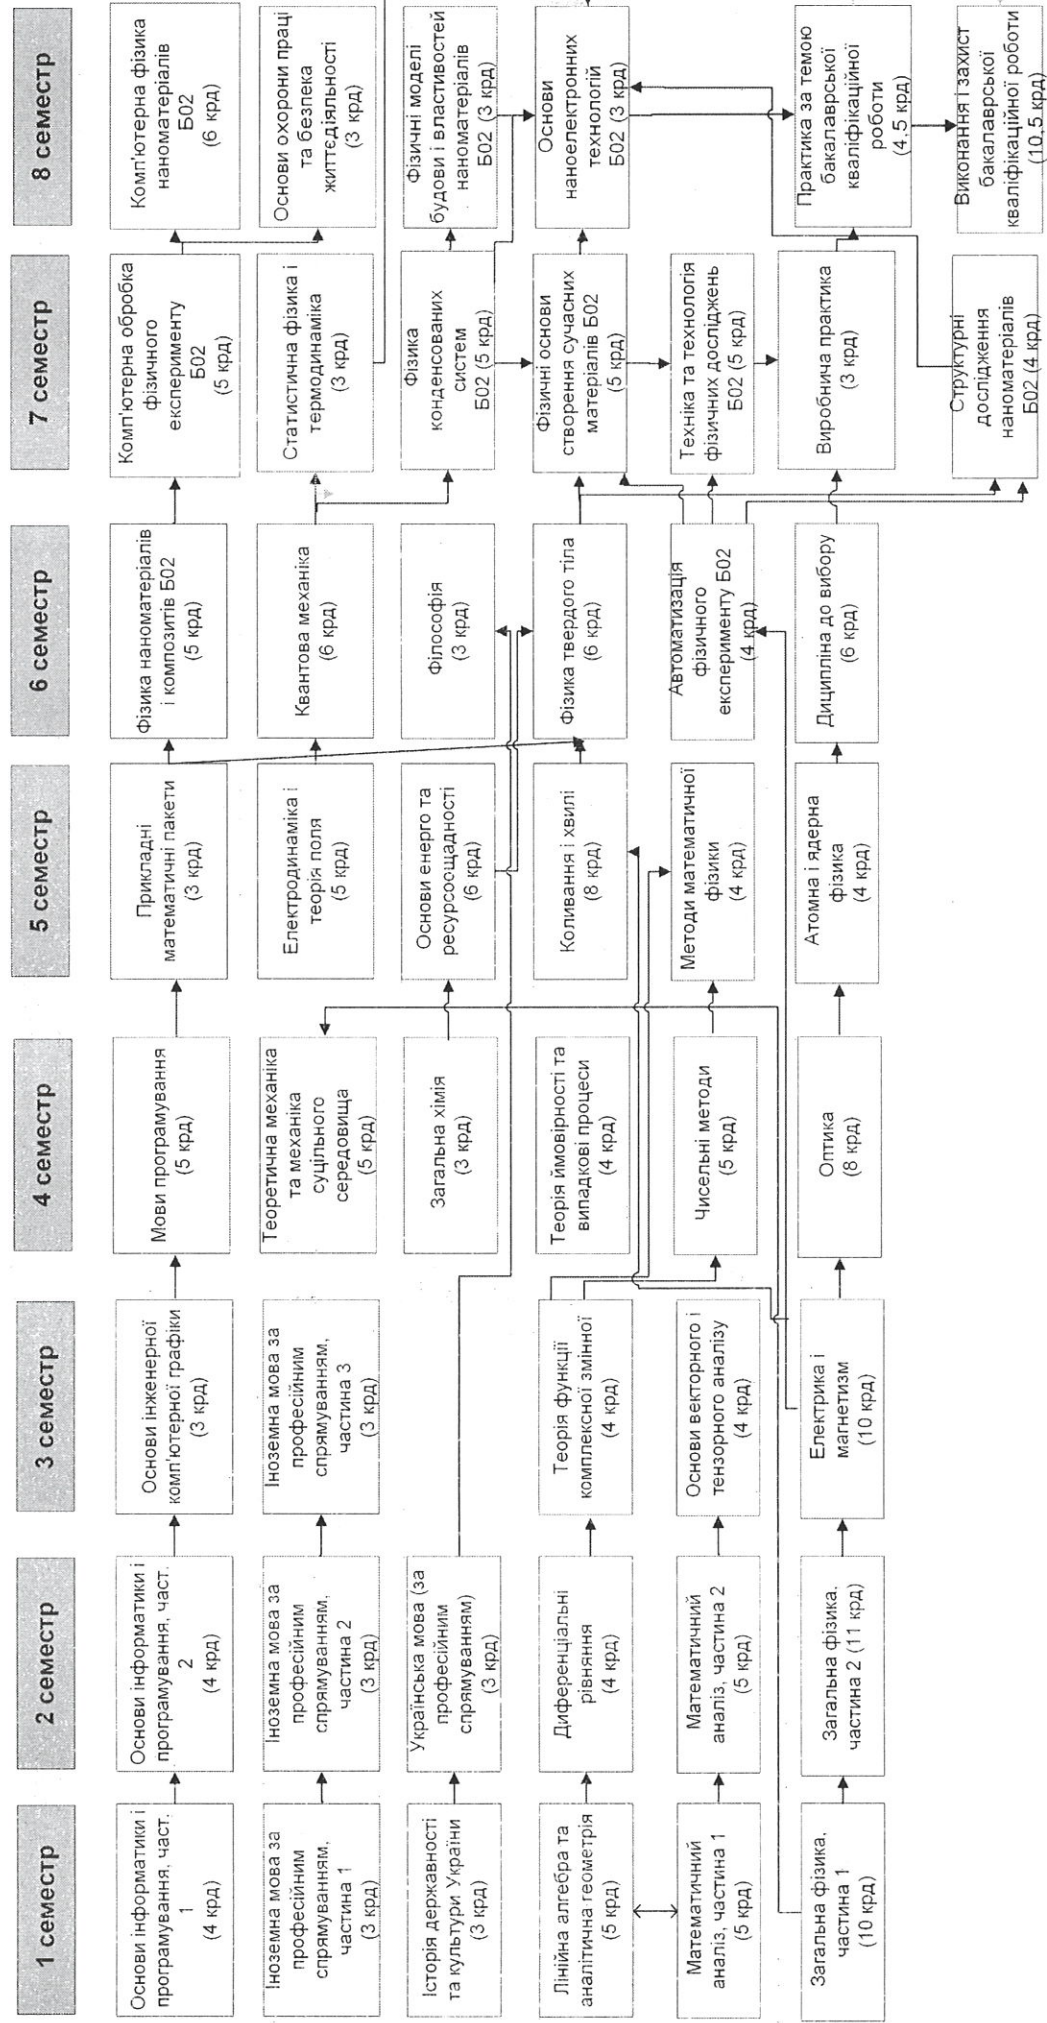 1 семестр
Основи інформатики і
програмування, част.
1
(4 крд)
Іноземна мова за
професійним
спрямуванням,
частина 1
(3 крд)
Історія державності
та культури України
(3 крд)
Лінійна алгебра та
аналітична геометрія
(5 крд)
Математичний
аналіз, частина 1
(5 крд)
Загальна фізика,
частина 1
(10 крд)
2 семестр
Основи інформатики і
програмування, част.
2
(4 крд)
Іноземна мова за
професійним
спрямуванням,
частина 2
(3 крд)
Українська мова (за
професійним
спрямуванням)
(3 крд)
Диференціальні
рівняння
(4 крд)
Математичний
аналіз, частина 2
(5 крд)
Загальна фізика,
частина 2 (11 крд)
3 семестр
Основи інженерної
комп'ютерної графіки
(3 крд)
Іноземна мова за
професійним
спрямуванням,
частина 3
(3 крд)
Теорія функції
комплексної змінної
(4 крд)
Основи векторного і
тензорного аналізу
(4 крд)
Електрика і
магнетизм
(10 крд)
4 семестр
Мови програмування
(5 крд)
Теоретична механіка
та механіка
суцільного
середовища
(5 крд)
Загальна хімія
(3 крд)
Теорія ймовірності та
випадкові процеси
(4 крд)
Чисельні методи
(5 крд)
Оптика
(8 крд)
5 семестр
Прикладні
математичні пакети
(3 крд)
Електродинаміка і
теорія поля
(5 крд)
Основи енерго та
ресурсоощадності
(6 крд)
Коливання і хвилі
(8 крд)
Методи математичної
фізики
(4 крд)
Атомна і ядерна
фізика
(4 крд)
6 семестр
Фізика наноматеріалів
і композитів Б02
(5 крд)
Квантова механіка
(6 крд)
Філософія
(3 крд)
Фізика твердого тіла
(6 крд)
Автоматизація
фізичного
експерименту Б02
(4 крд)
Дициплiна до вибору
(6 крд)
7 семестр
Комп'ютерна обробка
фізичного
експерименту
Б02
(5 крд)
Статистична фізика і
термодинаміка
(3 крд)
Фізика
конденсованих
систем
Б02 (5 крд)
Фізичні основи
створення сучасних
матеріалів Б02
(5 крд)
Техніка та технологія
фізичних досліджень
Б02 (5 крд)
Виробнича практика
(3 крд)
Структурні
дослідження
наноматеріалів
Б02 (4 крд)
8 семестр
Комп'ютерна фізика
наноматеріалів
Б02
(6 крд)
Основи охорони праці
та безпека
життєдіяльності
(3 крд)
Фізичні моделі
будови і властивостей
наноматеріалів
Б02 (3 крд)
Основи
наноелектронних
технологій
Б02 (3 крд)
Практика за темою
бакалаврської
кваліфікаційної
роботи
(4,5 крд)
Виконання і захист
бакалаврської
кваліфікаційної роботи
(10,5 крд)